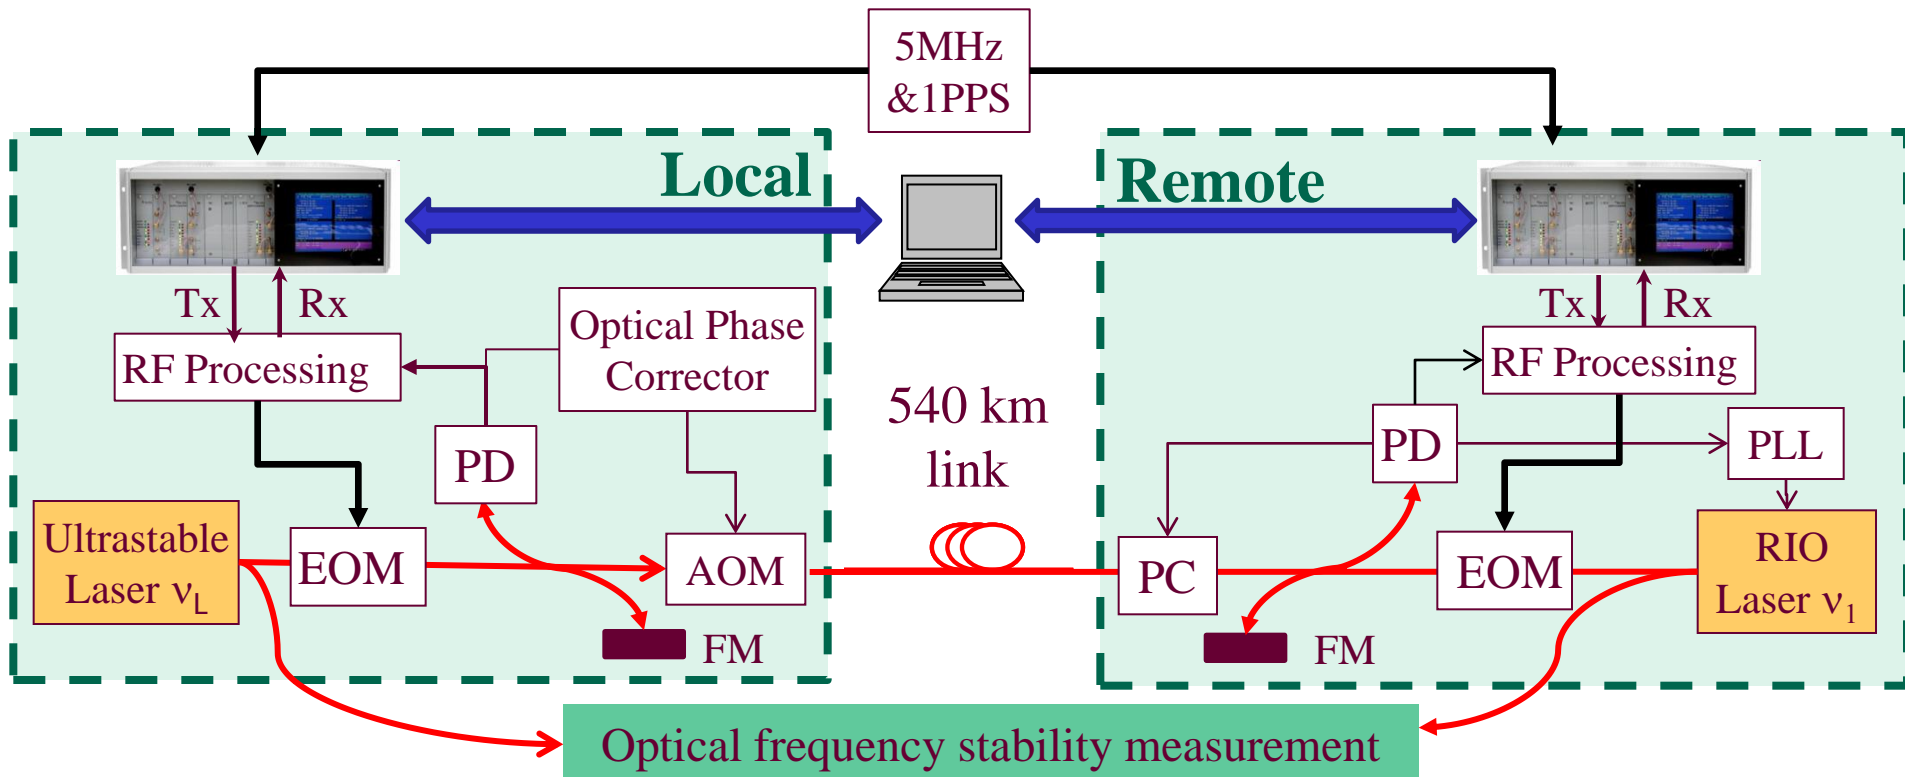 5MHz
&1PPS
Local
Remote
Tx
Rx
Tx
Rx
RF Processing
Optical Phase
Corrector
RF Processing
540 km
link
PD
PD
PLL
Ultrastable
Laser νL
EOM
AOM
PC
EOM
RIO
Laser ν1
FM
FM
Optical frequency stability measurement